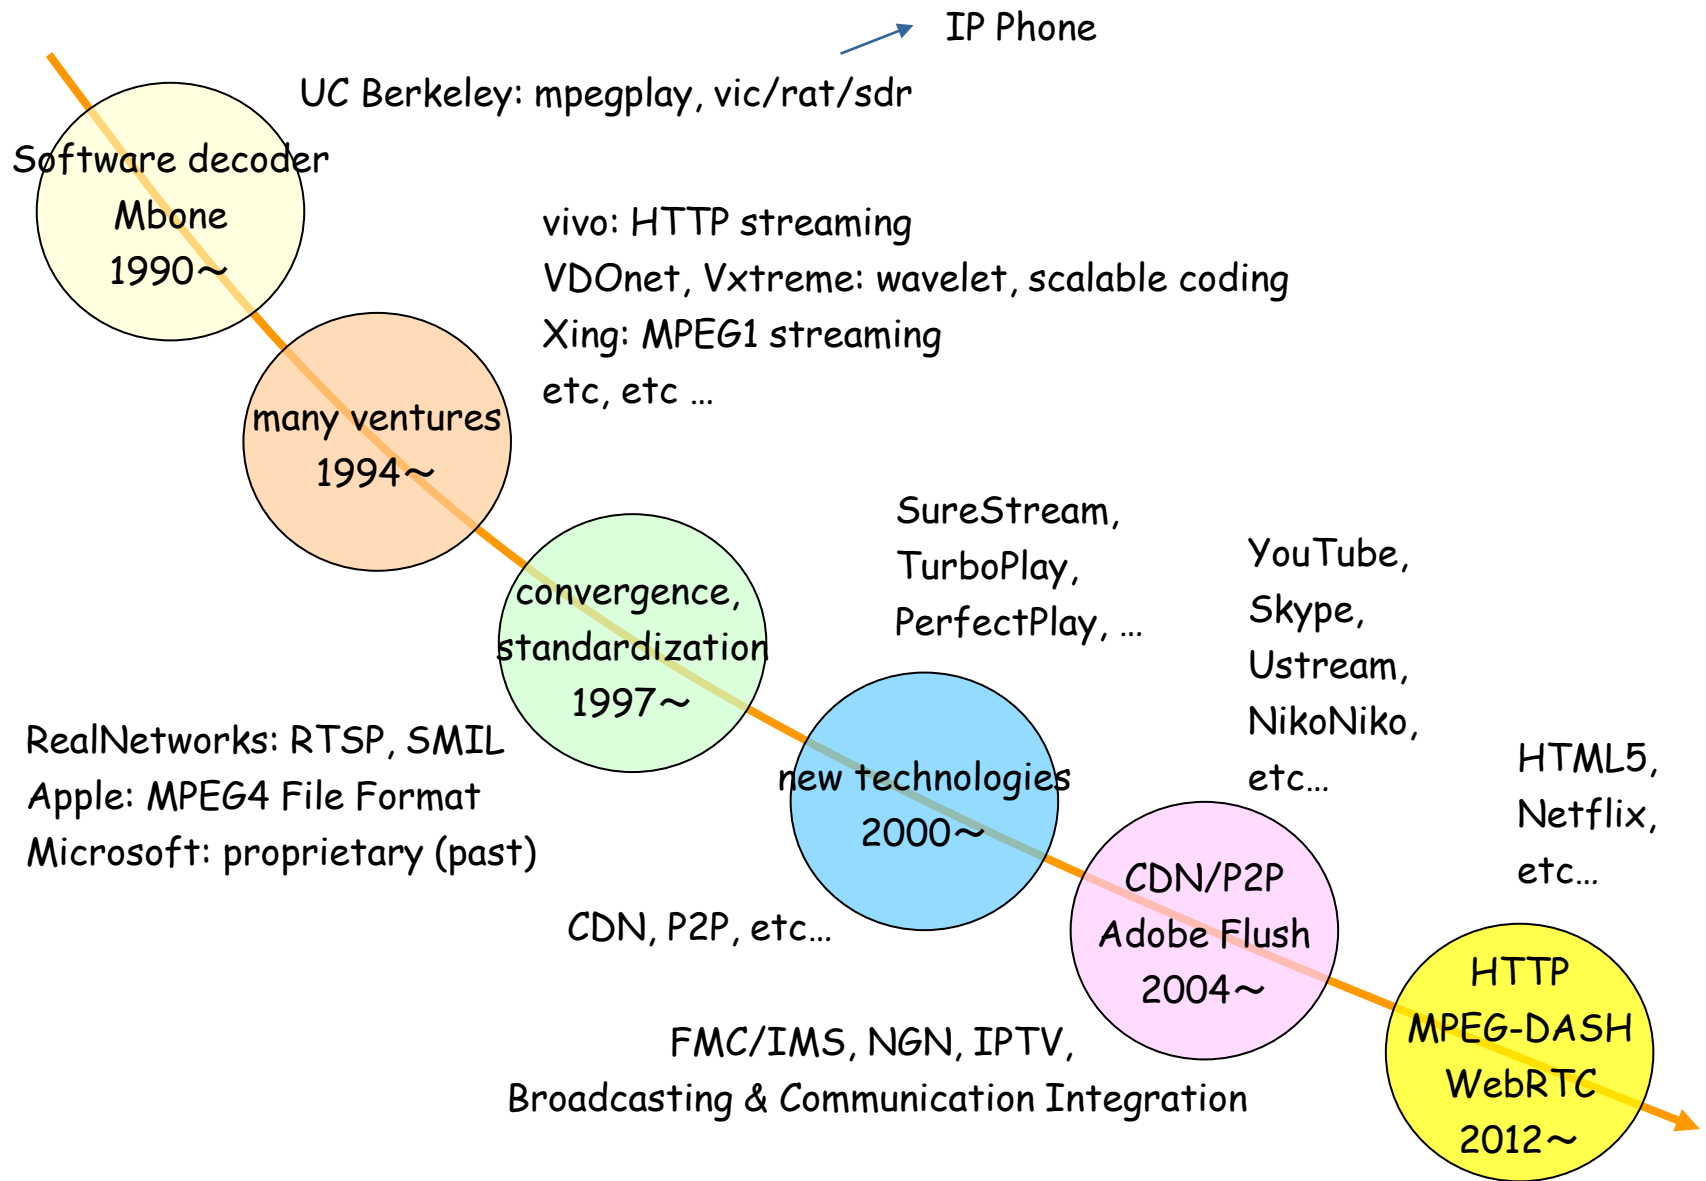 IP Phone
UC Berkeley: mpegplay, vic/rat/sdr
Software decoder
Mbone
1990～
vivo: HTTP streaming
VDOnet, Vxtreme: wavelet, scalable coding
Xing: MPEG1 streaming
etc, etc …
many ventures
1994～
convergence,
standardization
1997～
RealNetworks: RTSP, SMIL
Apple: MPEG4 File Format
Microsoft: proprietary (past)
SureStream,
TurboPlay,
PerfectPlay, …
new technologies
2000～
CDN, P2P, etc…
YouTube,
Skype,
Ustream,
NikoNiko,
etc…
CDN/P2P
Adobe Flush
2004～
FMC/IMS, NGN, IPTV,
Broadcasting & Communication Integration
HTML5,
Netflix,
etc…
HTTP
MPEG-DASH
WebRTC
2012～